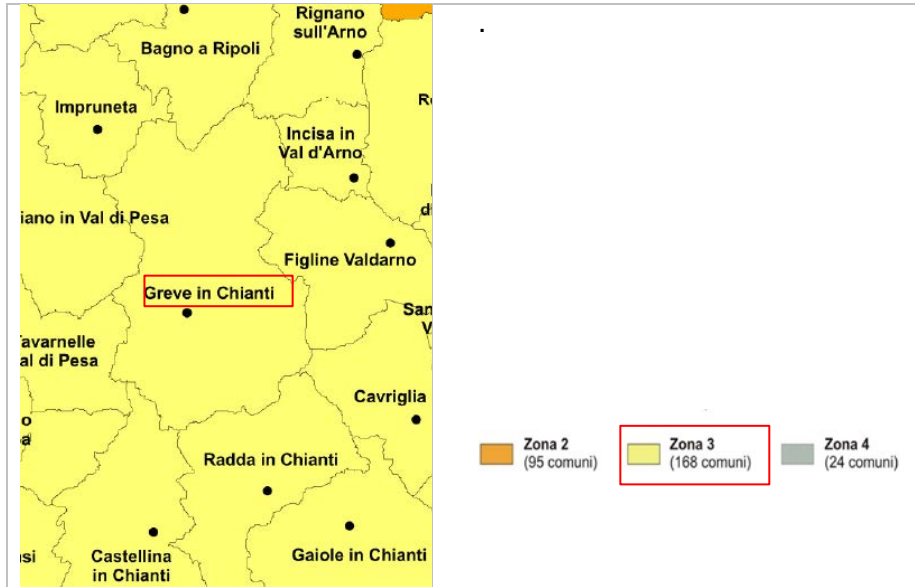 Rignano
sull'Arno
Bagno a Ripoli
Impruneta
Incisa in
Val d'Arno
iano in Val di Pesa
Figline Valdarno
Greve in Chianti
San
V
avarnelle
al di Pesa
Cavriglia
Radda in Chianti
Castellina
in Chianti
Gaiole in Chianti
Zona 2
(95 comuni)
Zona 3
(168 comuni)
Zona 4
(24 comuni)